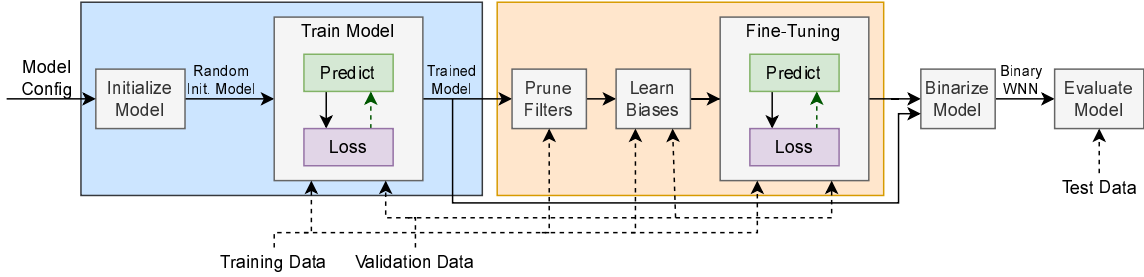 Model
Config
Initialize
Model
Random
Init. Model
Train Model
Predict
Loss
Trained
Model
Prune
Filters
Learn
Biases
Fine-Tuning
Predict
Loss
Binarize
Model
Binary
WNN
Evaluate
Model
Test Data
Training Data
Validation Data